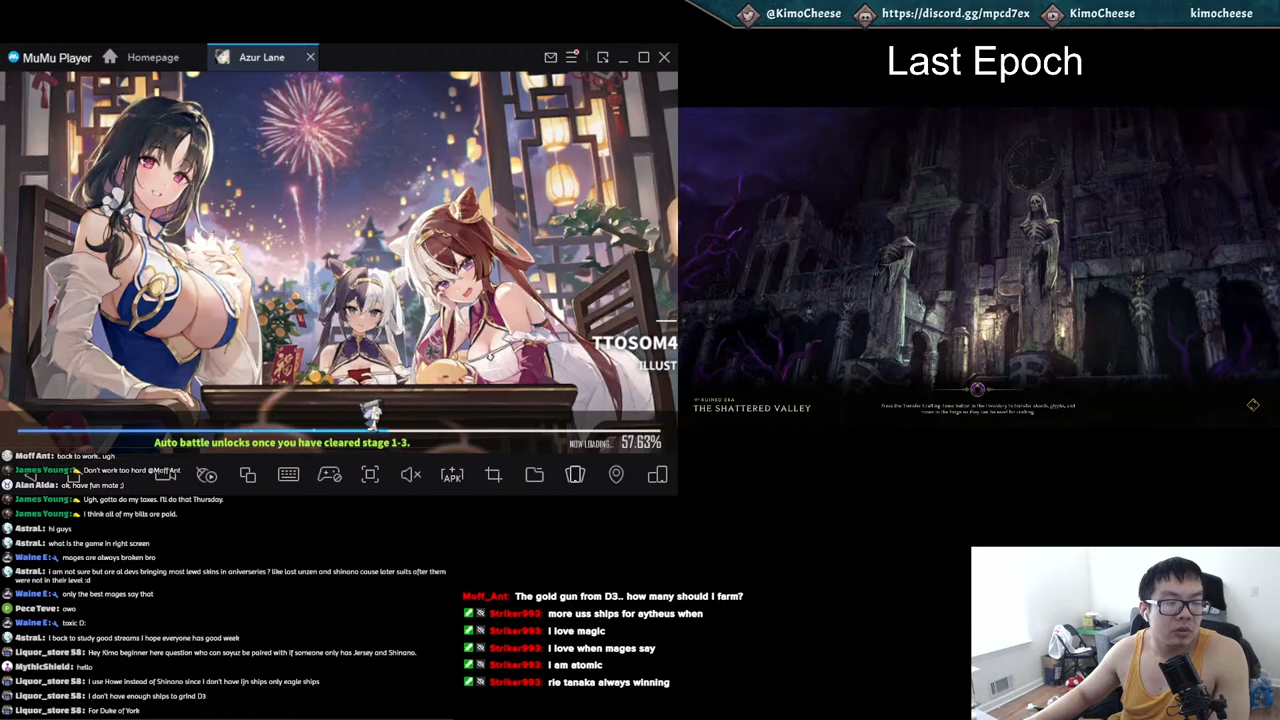 @KimoCheese
https://discord.gg/mpcd7ex
KimoCheese
kimocheese
MuMu Player
Homepage
Azur Lane
Last Epoch
TTOSOM4
ILLUST
Auto battle unlocks once you have cleared stage 1-3.
NOW LOADING...
57.63%
RUINED ERA
THE SHATTERED VALLEY
APK
Moff Ant: back to work.. ugh
James Young: Don't work too hard @Moff Ant
Alan Alda: ok, have fun mate ;)
James Young: Ugh, gotta do my taxes. I'll do that Thursday.
James Young: I think all of my bills are paid.
4straL: hi guys
4straL: what is the game in right screen
Waine E: mages are always broken bro
4straL: i am not sure but are al devs bringing most lewd skins in aniverseries ? like last unzen and shinano cause later suits after them
were not in their level :d
Waine E: only the best mages say that
Pece Teve: owo
Waine E: toxic D:
4straL: I back to study good streams I hope everyone has good week
Liquor_store 58: Hey Kimo beginner here question who can soyuz be paired with if someone only has Jersey and Shinano.
MythicShield: hello
Liquor_store 58: I use Howe instead of Shinano since I don't have Ijn ships only eagle ships
Liquor_store 58: I don't have enough ships to grind D3
Liquor_store 58: For Duke of York
Moff_Ant: The gold gun from D3.. how many should I farm?
Striker993: more uss ships for aytheus when
Striker993: I love magic
Striker993: I love when mages say
Striker993: I am atomic
Striker993: rie tanaka always winning